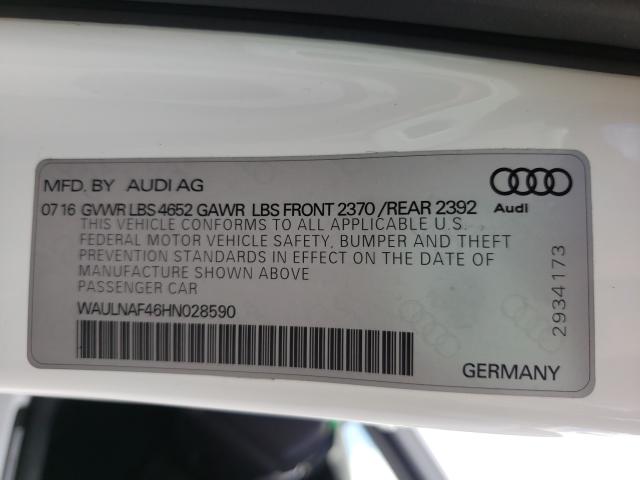 MFD. BY AUDI AG
07 16 GVWR LBS 4652 GAWR LBS FRONT 2370 /REAR 2392
Audi
THIS VEHICLE CONFORMS TO ALL APPLICABLE U.S.
FEDERAL MOTOR VEHICLE SAFETY, BUMPER AND THEFT
PREVENTION STANDARDS IN EFFECT ON THE DATE OF
MANUFACTURE SHOWN ABOVE
PASSENGER CAR
WAULNAF46HN028590
2934173
GERMANY